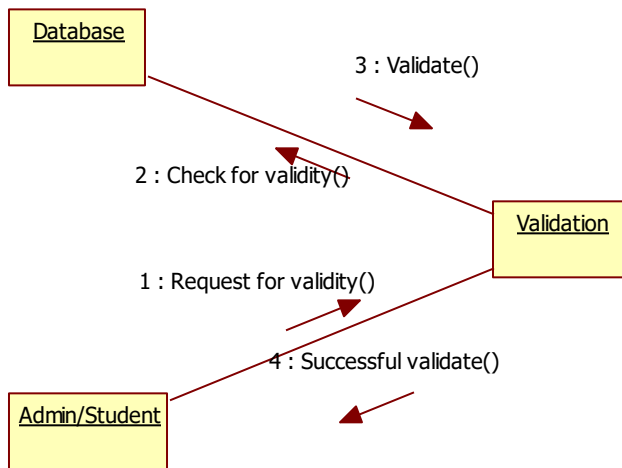 Database
3 : Validate()
2 : Check for validity()
Validation
1 : Request for validity()
4 : Successful validate()
Admin/Student